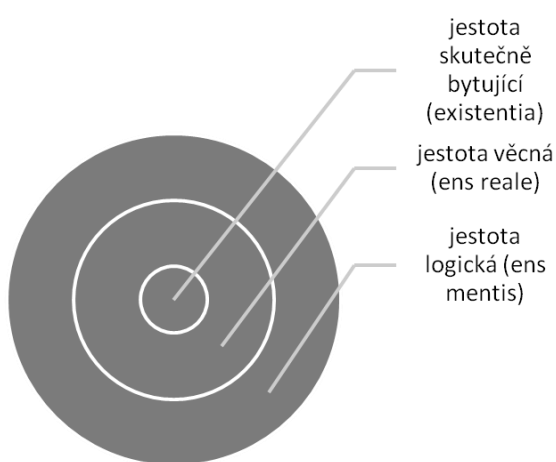 jestota
skutečně
bytující
(existentia)
jestota věcná
(ens reale)
jestota
logická (ens
mentis)